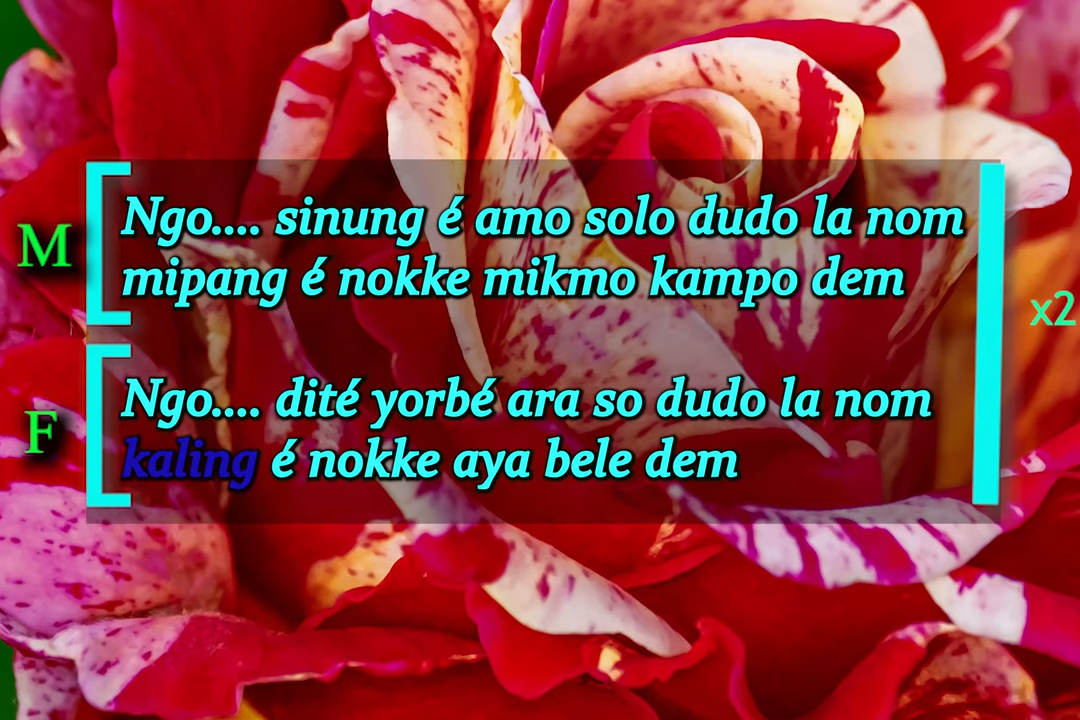 M
Ngo.... sinung é amo solo dudo la nom
mipang é nokke mikmo kampo dem
x2
F
Ngo.... dité yorbé ara so dudo la nom
kaling é nokke aya bele dem